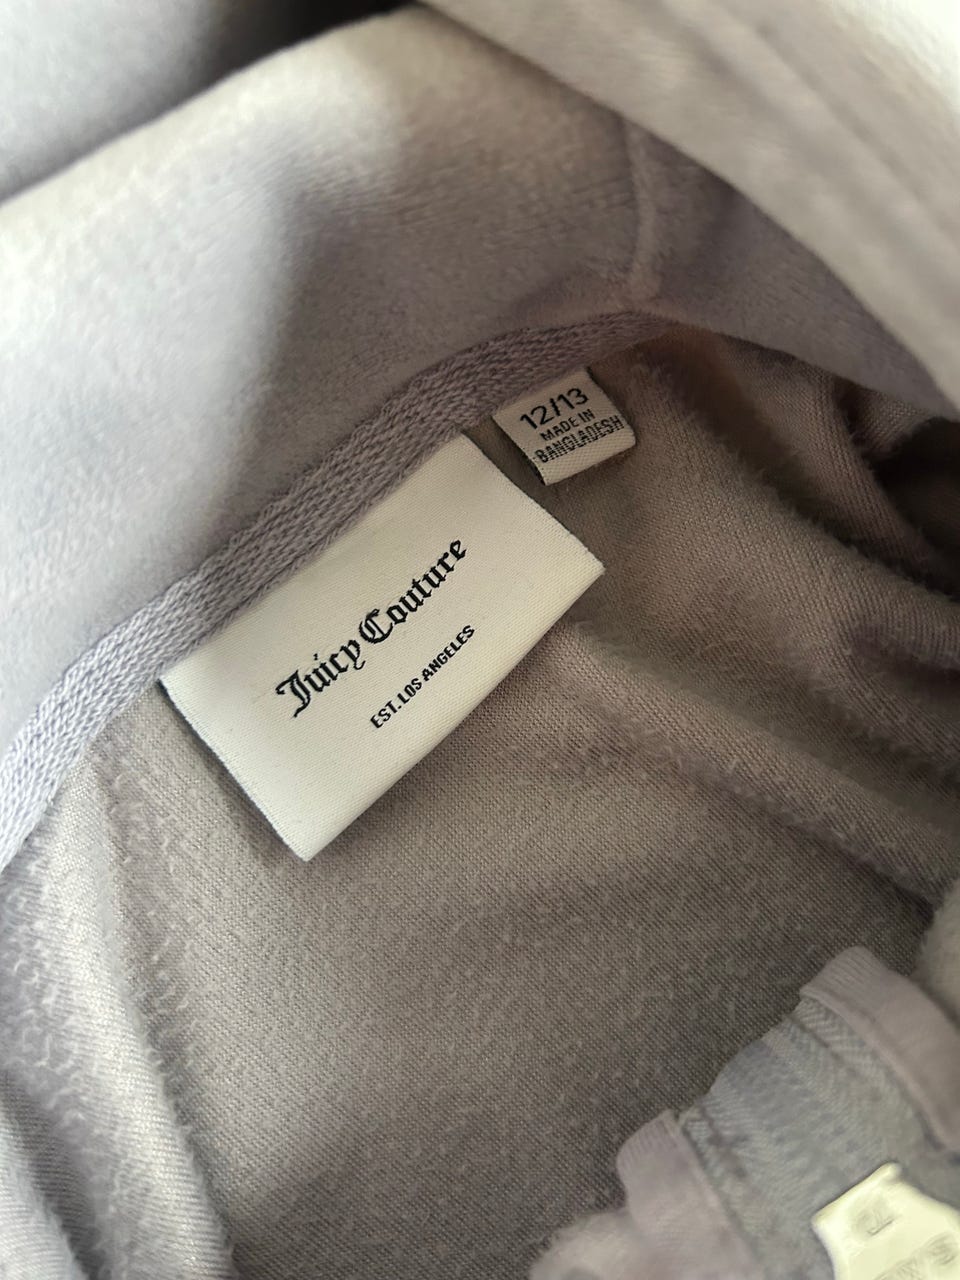 12/13
MADE IN
BANGLADESH
Juicy Couture
EST. LOS ANGELES